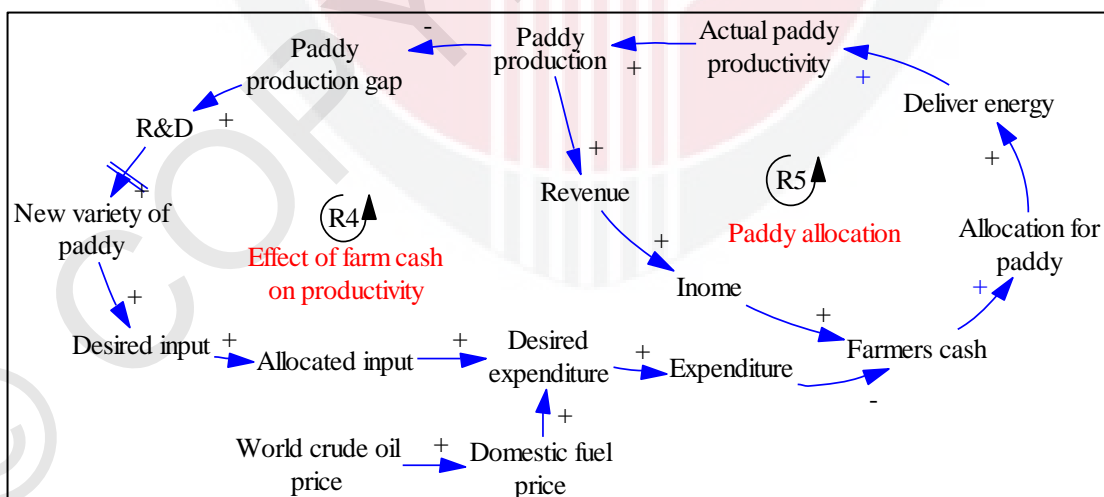 -
Paddy
production
Actual paddy
productivity
+
+
Paddy
production gap
+
R&D
Deliver energy
+
+
New variety of
paddy
+
R4
Effect of farm cash
on productivity
Revenue
+
R5
Paddy allocation
Allocation for
paddy
+
+
Inome
+
Desired input
+
Allocated input
+
Desired
expenditure
+
Expenditure
-
Farmers cash
+
World crude oil
price
+
Domestic fuel
price
© COPY